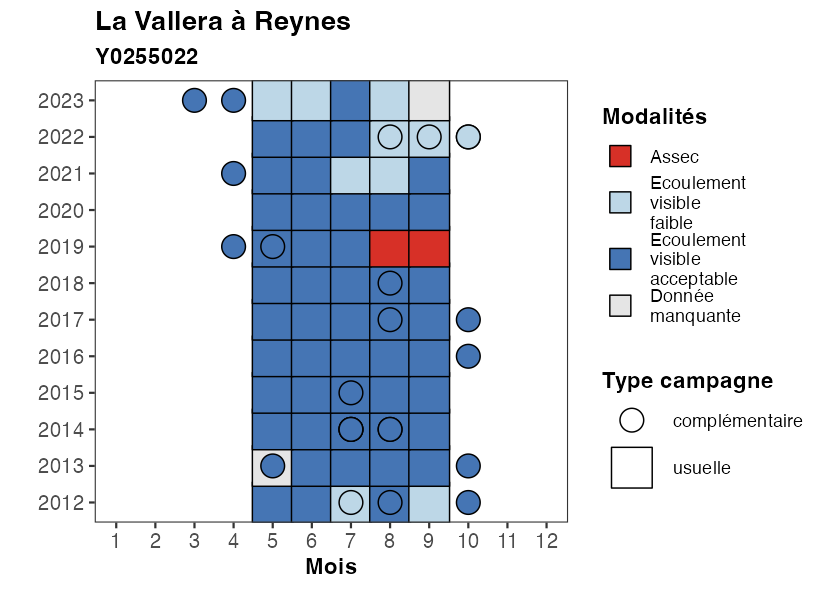 La Vallera à Reynes
Y0255022
2023
2022
2021
2020
2019
2018
2017
2016
2015
2014
2013
2012
1 2 3 4 5 6 7 8 9 10 11 12
Mois
Modalités
Assec
Ecoulement
visible
faible
Ecoulement
visible
acceptable
Donnée
manquante
Type campagne
complémentaire
usuelle